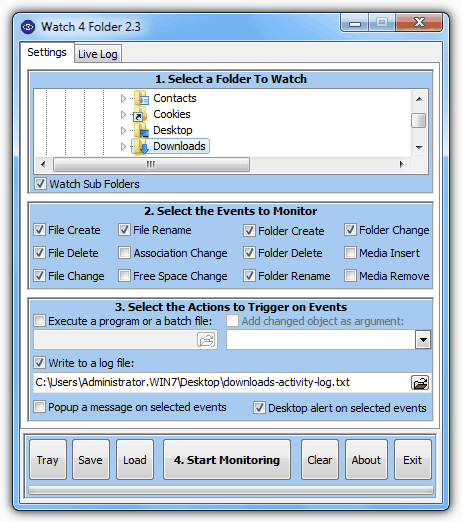 Watch 4 Folder 2.3
Settings Live Log
1. Select a Folder To Watch
Contacts
Cookies
Desktop
Downloads
Watch Sub Folders
2. Select the Events to Monitor
File Create File Rename Folder Create Folder Change
File Delete Association Change Folder Delete Media Insert
File Change Free Space Change Folder Rename Media Remove
3. Select the Actions to Trigger on Events
Execute a program or a batch file: Add changed object as argument:
Write to a log file:
C:\Users\Administrator.WIN7\Desktop\downloads-activity-log.txt
Popup a message on selected events Desktop alert on selected events
Tray Save Load 4. Start Monitoring Clear About Exit